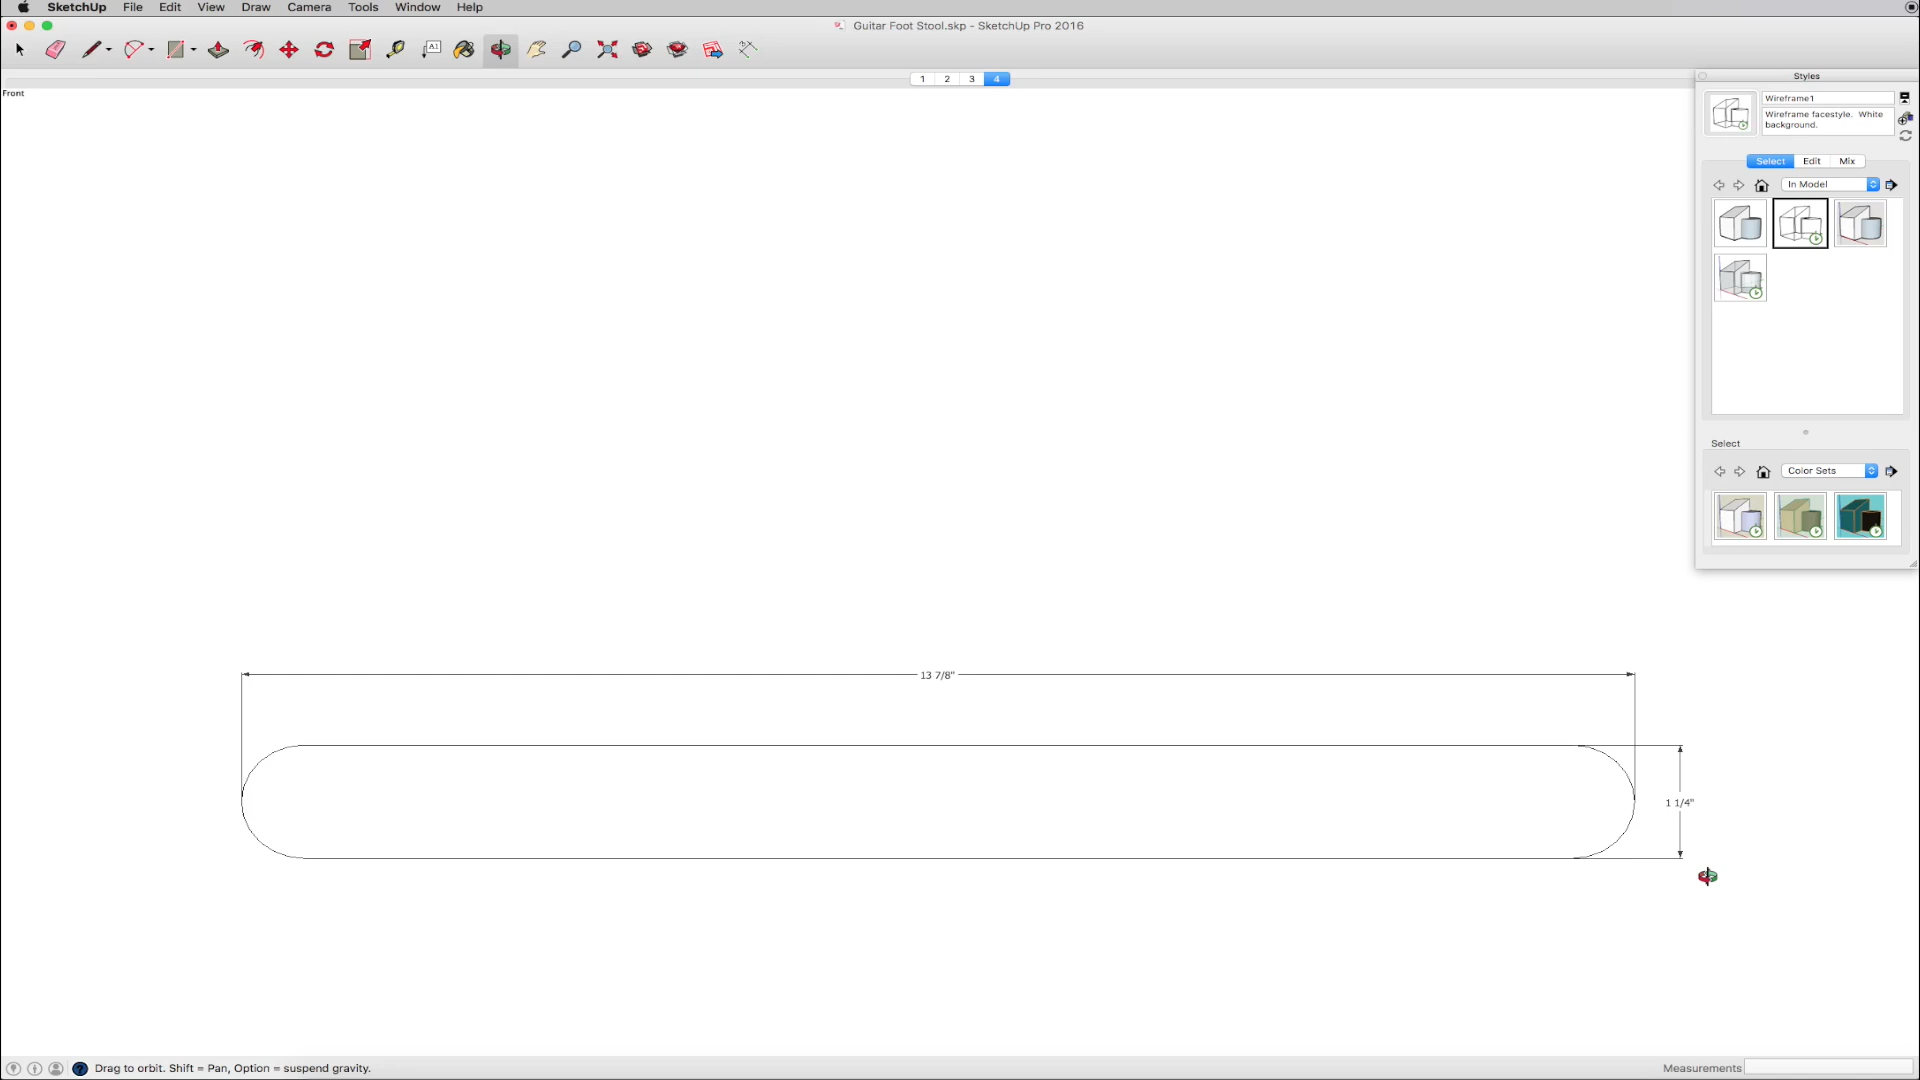 SketchUp File Edit View Draw Camera Tools Window Help
Guitar Foot Stool.skp - SketchUp Pro 2016
A1
1 2 3 4
Front
Styles
Wireframe1
Wireframe facestyle. White
background.
Select Edit Mix
In Model
Select
Color Sets
13 7/8"
1 1/4"
Drag to orbit. Shift = Pan, Option = suspend gravity.
Measurements